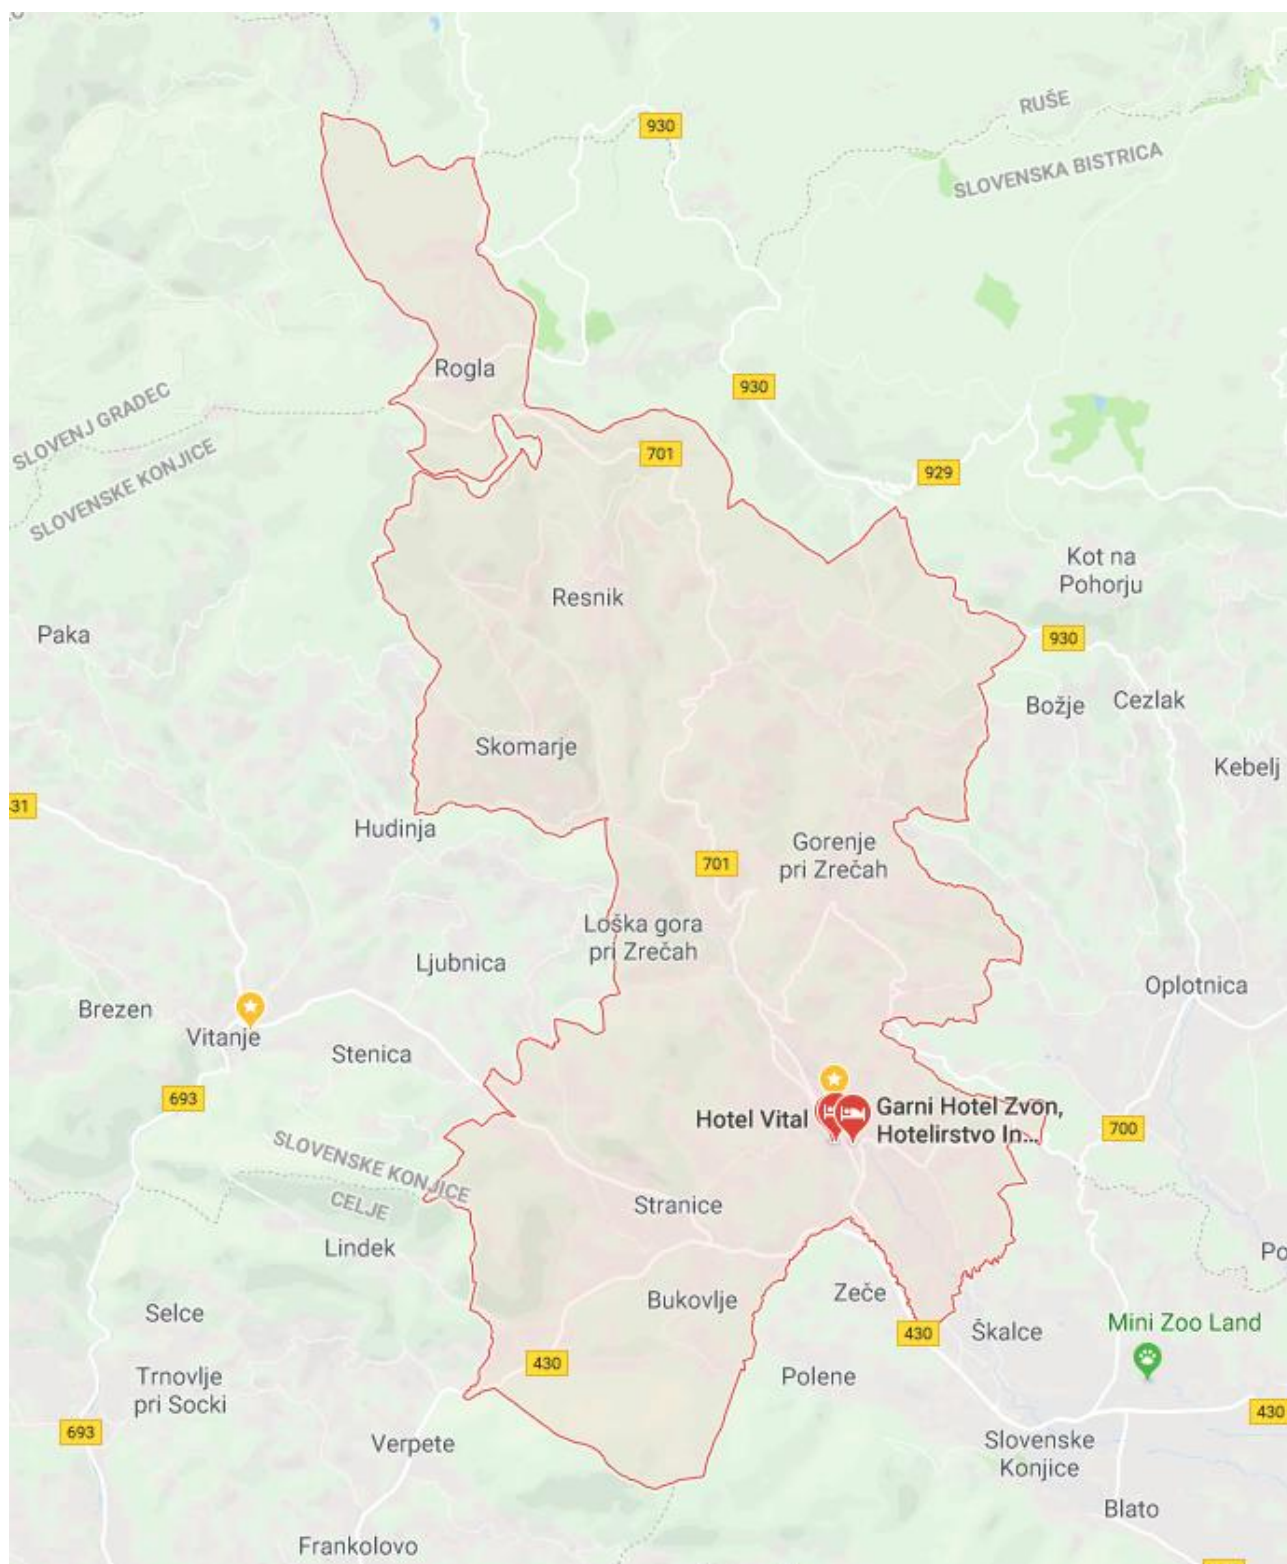 930
RUŠE
SLOVENSKA BISTRICA
Rogla
930
SLOVENJ GRADEC
SLOVENSKE KONJICE
701
929
Kot na
Pohorju
Resnik
Paka
930
Božje
Cezlak
Skomarje
Kebelj
31
Hudinja
Gorenje
pri Zrečah
701
Loška gora
pri Zrečah
Ljubnica
Oplotnica
Brezen
Vitanje
Stenica
693
Hotel Vital
Garni Hotel Zvon,
Hotelirstvo In...
700
SLOVENSKE KONJICE
CELJE
Stranice
Lindek
Po
Bukovlje
Zeče
Selce
430
Škalce
Mini Zoo Land
430
Trnovlje
pri Socki
Polene
430
693
Verpete
Slovenske
Konjice
Blato
Frankolovo